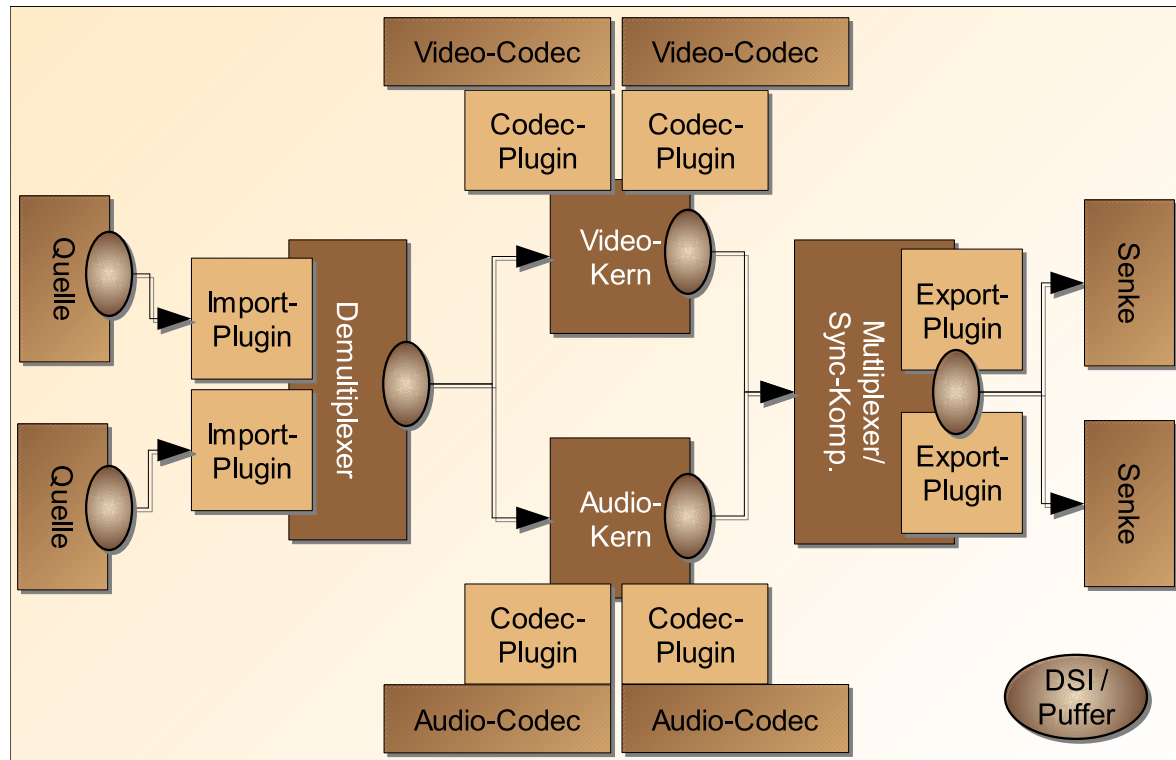 Video-Codec
Video-Codec
Codec-
Plugin
Codec-
Plugin
Quelle
Import-
Plugin
Demultiplexer
Video-
Kern
Mutliplexer/
Sync-Komp.
Export-
Plugin
Senke
Quelle
Import-
Plugin
Audio-
Kern
Export-
Plugin
Senke
Codec-
Plugin
Codec-
Plugin
Audio-Codec
Audio-Codec
DSI /
Puffer